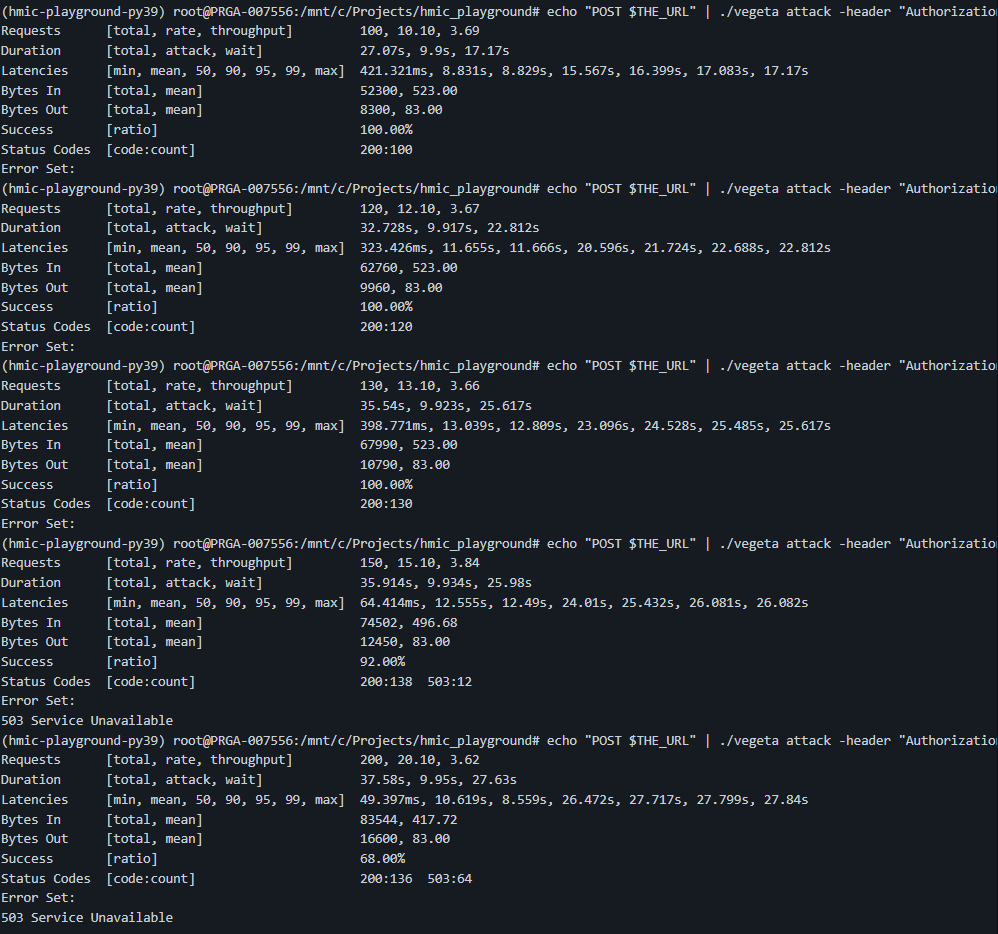 (hmic-playground-py39) root@PRGA-007556:/mnt/c/Projects/hmic_playground# echo "POST $THE_URL" | ./vegeta attack -header "Authorizatio
Requests      [total, rate, throughput]         100, 10.10, 3.69
Duration      [total, attack, wait]             27.07s, 9.9s, 17.17s
Latencies     [min, mean, 50, 90, 95, 99, max]  421.321ms, 8.831s, 8.829s, 15.567s, 16.399s, 17.083s, 17.17s
Bytes In      [total, mean]                     52300, 523.00
Bytes Out     [total, mean]                     8300, 83.00
Success       [ratio]                           100.00%
Status Codes  [code:count]                      200:100
Error Set:
(hmic-playground-py39) root@PRGA-007556:/mnt/c/Projects/hmic_playground# echo "POST $THE_URL" | ./vegeta attack -header "Authorizatio
Requests      [total, rate, throughput]         120, 12.10, 3.67
Duration      [total, attack, wait]             32.728s, 9.917s, 22.812s
Latencies     [min, mean, 50, 90, 95, 99, max]  323.426ms, 11.655s, 11.666s, 20.596s, 21.724s, 22.688s, 22.812s
Bytes In      [total, mean]                     62760, 523.00
Bytes Out     [total, mean]                     9960, 83.00
Success       [ratio]                           100.00%
Status Codes  [code:count]                      200:120
Error Set:
(hmic-playground-py39) root@PRGA-007556:/mnt/c/Projects/hmic_playground# echo "POST $THE_URL" | ./vegeta attack -header "Authorizatio
Requests      [total, rate, throughput]         130, 13.10, 3.66
Duration      [total, attack, wait]             35.54s, 9.923s, 25.617s
Latencies     [min, mean, 50, 90, 95, 99, max]  398.771ms, 13.039s, 12.809s, 23.096s, 24.528s, 25.485s, 25.617s
Bytes In      [total, mean]                     67990, 523.00
Bytes Out     [total, mean]                     10790, 83.00
Success       [ratio]                           100.00%
Status Codes  [code:count]                      200:130
Error Set:
(hmic-playground-py39) root@PRGA-007556:/mnt/c/Projects/hmic_playground# echo "POST $THE_URL" | ./vegeta attack -header "Authorizatio
Requests      [total, rate, throughput]         150, 15.10, 3.84
Duration      [total, attack, wait]             35.914s, 9.934s, 25.98s
Latencies     [min, mean, 50, 90, 95, 99, max]  64.414ms, 12.555s, 12.49s, 24.01s, 25.432s, 26.081s, 26.082s
Bytes In      [total, mean]                     74502, 496.68
Bytes Out     [total, mean]                     12450, 83.00
Success       [ratio]                           92.00%
Status Codes  [code:count]                      200:138  503:12
Error Set:
503 Service Unavailable
(hmic-playground-py39) root@PRGA-007556:/mnt/c/Projects/hmic_playground# echo "POST $THE_URL" | ./vegeta attack -header "Authorizatio
Requests      [total, rate, throughput]         200, 20.10, 3.62
Duration      [total, attack, wait]             37.58s, 9.95s, 27.63s
Latencies     [min, mean, 50, 90, 95, 99, max]  49.397ms, 10.619s, 8.559s, 26.472s, 27.717s, 27.799s, 27.84s
Bytes In      [total, mean]                     83544, 417.72
Bytes Out     [total, mean]                     16600, 83.00
Success       [ratio]                           68.00%
Status Codes  [code:count]                      200:136  503:64
Error Set:
503 Service Unavailable